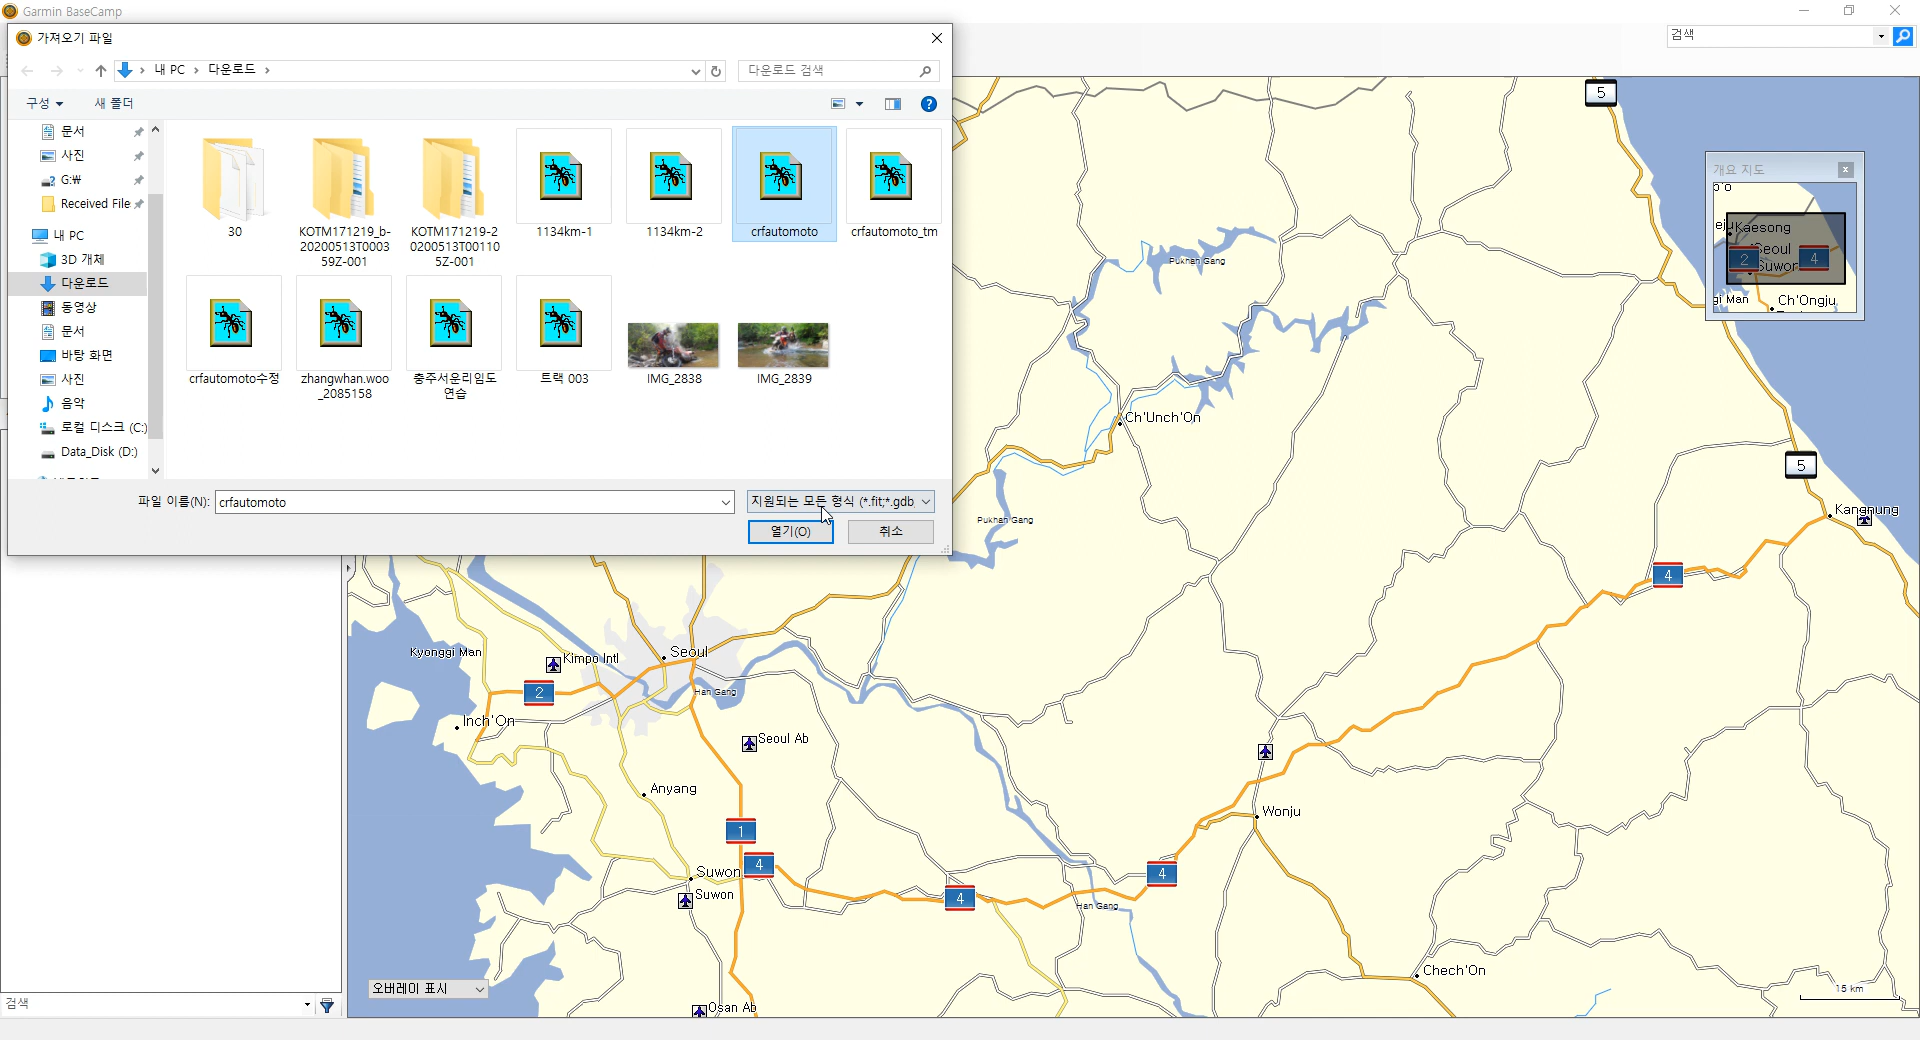 Garmin BaseCamp
가져오기 파일
검색
내 PC
다운로드
다운로드 검색
구성
새 폴더
문서
사진
G:₩
Received File
내 PC
3D 개체
다운로드
동영상
문서
바탕 화면
사진
음악
로컬 디스크 (C:)
Data_Disk (D:)
30
KOTM171219_b-
20200513T0003
59Z-001
KOTM171219-2
0200513T00110
5Z-001
1134km-1
1134km-2
crfautomoto
crfautomoto_tm
crfautomoto수정
zhangwhan.woo
_2085158
충주서운리임도
연습
트랙 003
IMG_2838
IMG_2839
파일 이름(N):
crfautomoto
지원되는 모든 형식 (*.fit;*.gdb
열기(O)
취소
5
개요 지도
Kaesong
Seoul
2
4
Suwon
gi Man
Ch'Ongju
Pukhan Gang
Ch'Unch'On
5
Kangnung
Pukhan Gang
4
Kyonggi Man
Kimpo Intl
Seoul
2
Han Gang
Inch'On
Seoul Ab
Anyang
1
Wonju
4
Suwon
Suwon
4
4
Han Gang
Chech'On
오버레이 표시
15 km
Osan Ab
검색